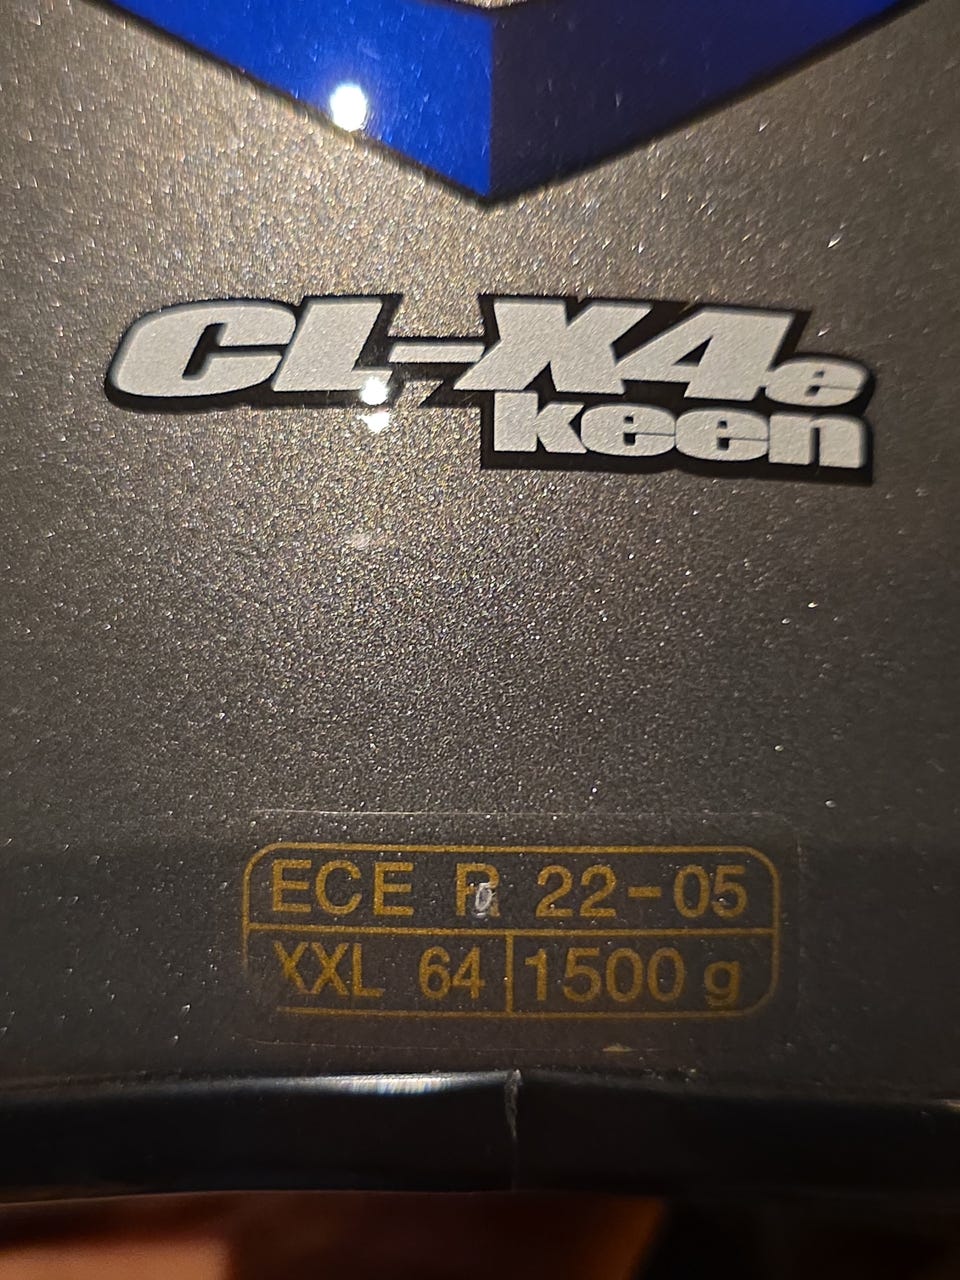 CL-X4e
keen
ECE R 22-05
XXL 64 1500 g